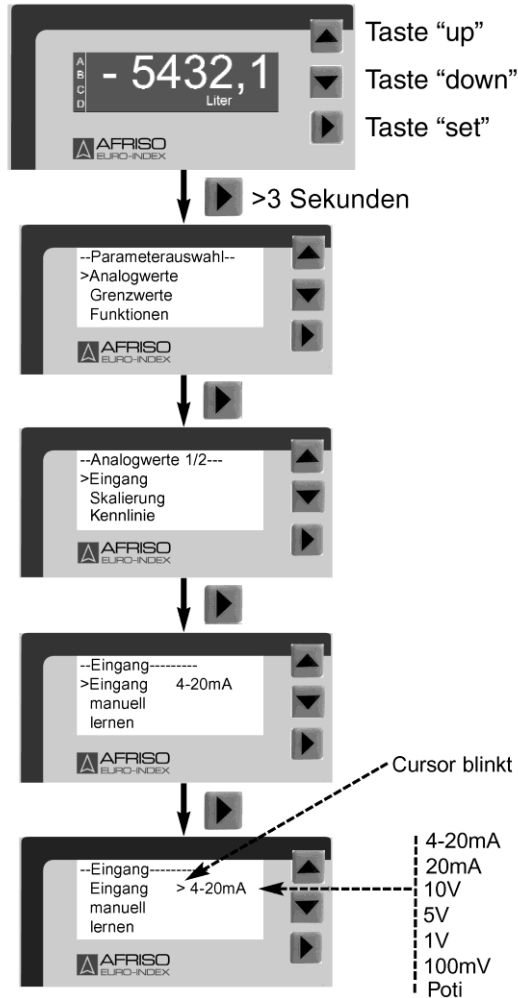 A
B
C
D
- 5432,1
Liter
AFRISO
EURO-INDEX
Taste “up”
Taste “down”
Taste “set”
>3 Sekunden
--Parameterauswahl--
>Analogwerte
Grenzwerte
Funktionen
AFRISO
EURO-INDEX
--Analogwerte 1/2---
>Eingang
Skalierung
Kennlinie
AFRISO
EURO-INDEX
--Eingang---------
>Eingang 4-20mA
manuell
lernen
AFRISO
EURO-INDEX
Cursor blinkt
--Eingang---------
Eingang > 4-20mA
manuell
lernen
AFRISO
EURO-INDEX
4-20mA
20mA
10V
5V
1V
100mV
Poti